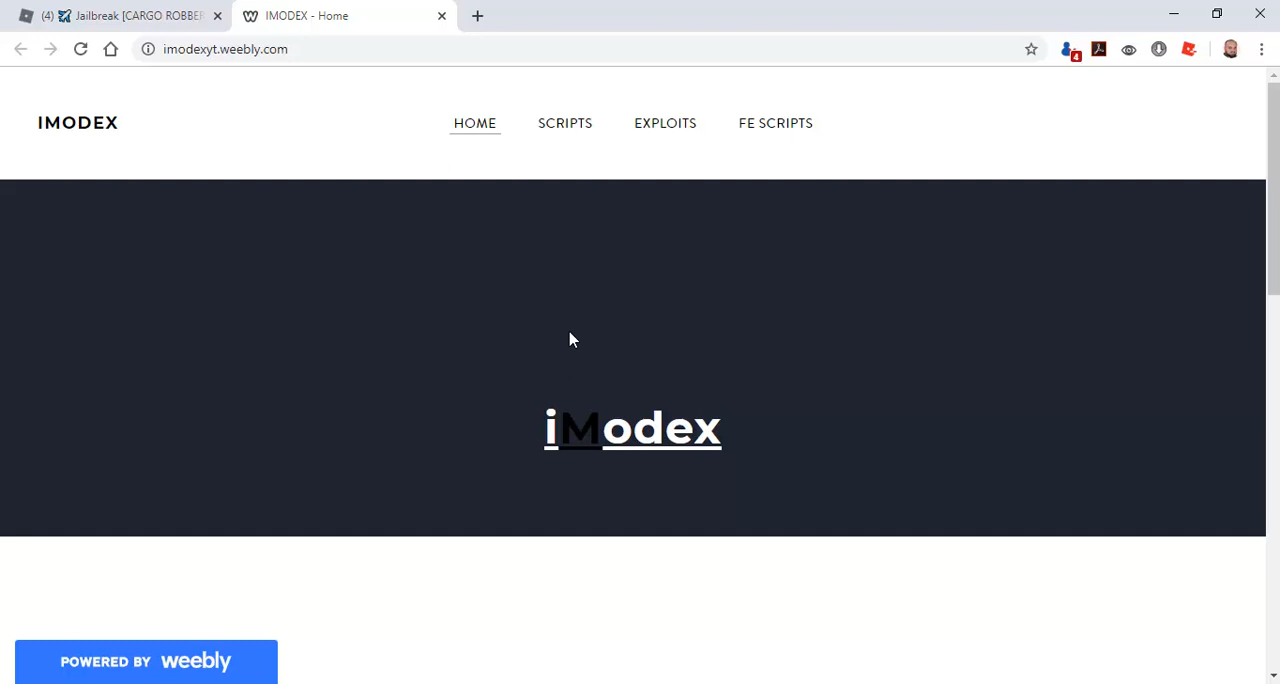 (4) Jailbreak [CARGO ROBBER
IMODEX - Home
imodexyt.weebly.com
4
IMODEX
HOME
SCRIPTS
EXPLOITS
FE SCRIPTS
iModex
POWERED BY weebly